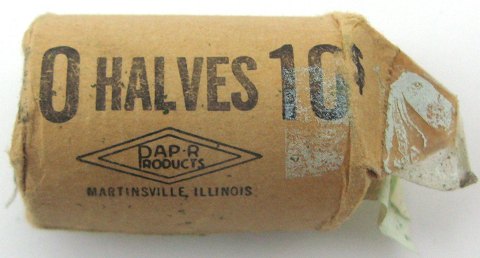 0 HALVES 10$
PAP-R
PRODUCTS
MARTINSVILLE, ILLINOIS